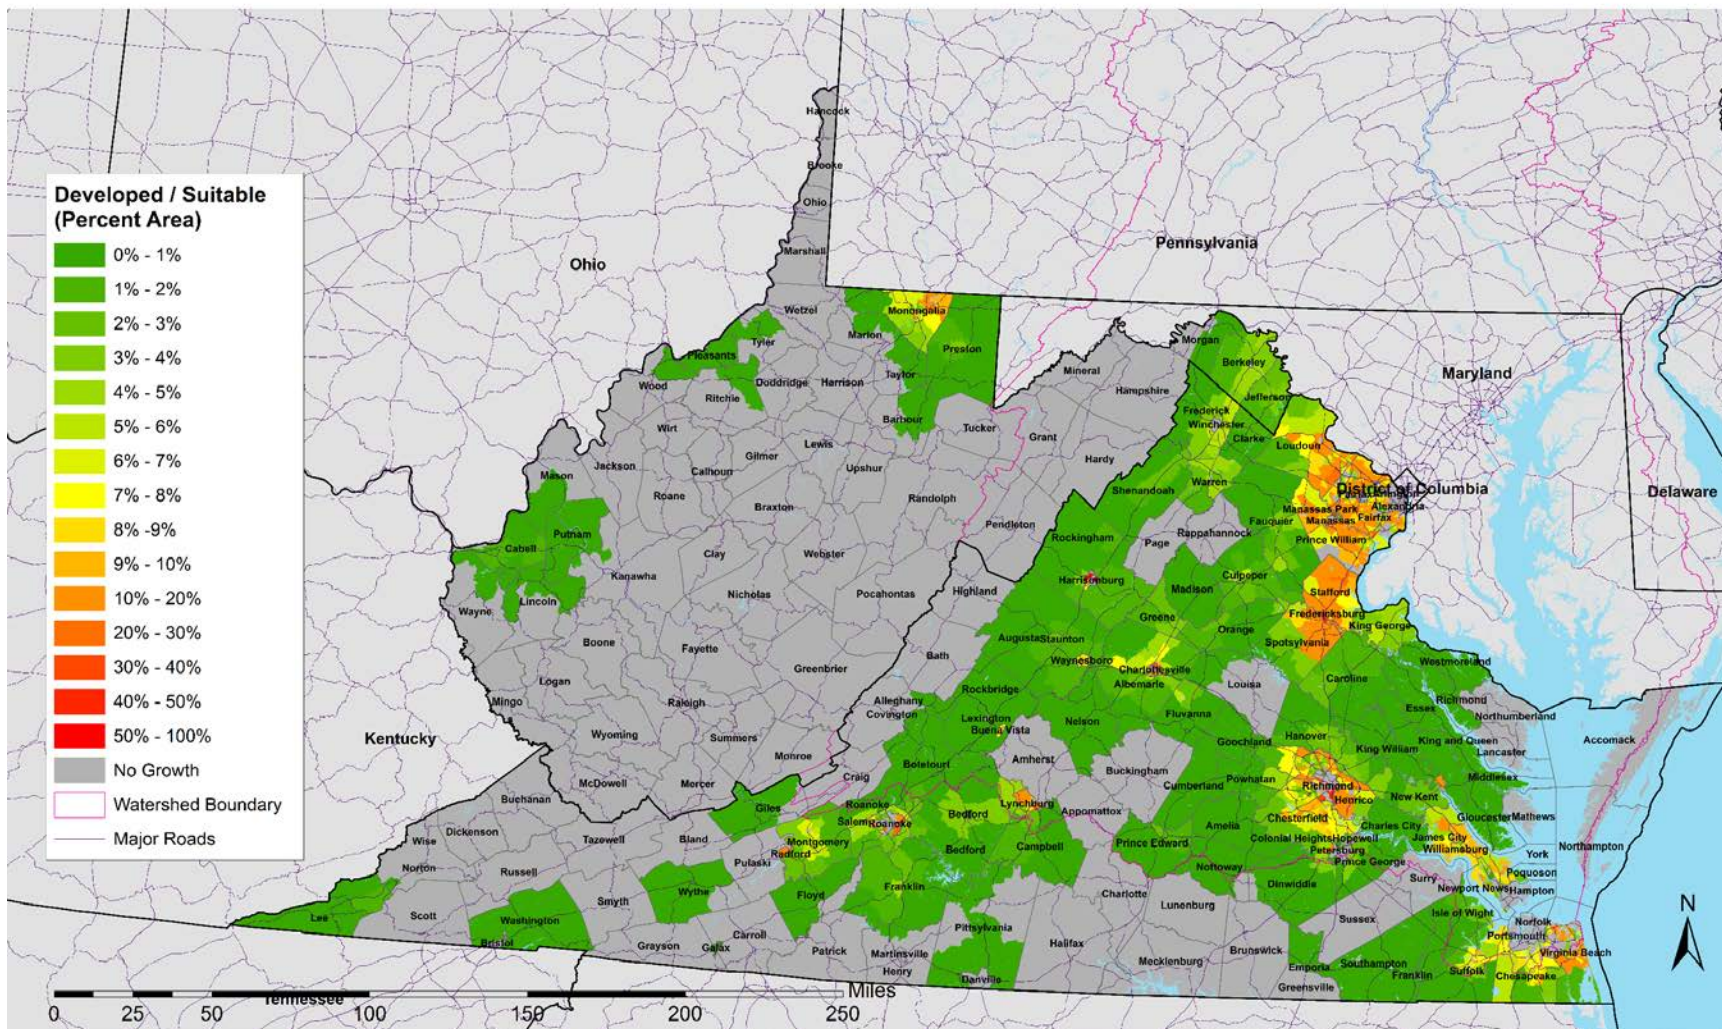 Developed / Suitable
(Percent Area)
0% - 1%
1% - 2%
2% - 3%
3% - 4%
4% - 5%
5% - 6%
6% - 7%
7% - 8%
8% -9%
9% - 10%
10% - 20%
20% - 30%
30% - 40%
40% - 50%
50% - 100%
No Growth
Watershed Boundary
Major Roads
Ohio
Pennsylvania
Maryland
Delaware
District of Columbia
Kentucky
Tennessee
Hancock
Brooke
Ohio
Marshall
Wetzel
Monongalia
Marion
Preston
Tyler
Pleasants
Taylor
Doddridge
Harrison
Wood
Ritchie
Barbour
Tucker
Wirt
Lewis
Gilmer
Upshur
Calhoun
Jackson
Mason
Roane
Braxton
Randolph
Putnam
Cabell
Clay
Webster
Kanawha
Nicholas
Pocahontas
Lincoln
Wayne
Boone
Fayette
Greenbrier
Logan
Mingo
Raleigh
Wyoming
Summers
Monroe
McDowell
Mercer
Morgan
Berkeley
Jefferson
Mineral
Hampshire
Grant
Hardy
Pendleton
Frederick
Winchester
Clarke
Loudoun
Warren
Shenandoah
Fairfax
Alexandria
Manassas Park
Manassas
Prince William
Fauquier
Rappahannock
Page
Rockingham
Harrisonburg
Culpeper
Madison
Stafford
Highland
Greene
Fredericksburg
King George
Orange
Spotsylvania
Augusta
Staunton
Bath
Waynesboro
Charlottesville
Albemarle
Louisa
Caroline
Westmoreland
Richmond
Essex
Northumberland
Rockbridge
Alleghany
Covington
Lexington
Buena Vista
Nelson
Fluvanna
Goochland
Hanover
King William
King and Queen
Lancaster
Accomack
Amherst
Buckingham
Cumberland
Powhatan
Richmond
Henrico
New Kent
Middlesex
Botetourt
Craig
Giles
Roanoke
Salem
Roanoke
Bedford
Lynchburg
Appomattox
Chesterfield
Charles City
Gloucester
Mathews
James City
Williamsburg
Amelia
Colonial Heights
Hopewell
Petersburg
Prince George
York
Northampton
Poquoson
Buchanan
Dickenson
Wise
Tazewell
Bland
Montgomery
Radford
Pulaski
Bedford
Campbell
Prince Edward
Nottoway
Dinwiddie
Surry
Newport News
Hampton
Norton
Russell
Smyth
Wythe
Floyd
Franklin
Charlotte
Lunenburg
Sussex
Isle of Wight
Norfolk
Portsmouth
Virginia Beach
Lee
Scott
Washington
Bristol
Grayson
Galax
Carroll
Patrick
Martinsville
Henry
Pittsylvania
Danville
Halifax
Mecklenburg
Brunswick
Emporia
Greensville
Southampton
Franklin
Suffolk
Chesapeake
N
Miles
0 25 50 100 150 200 250